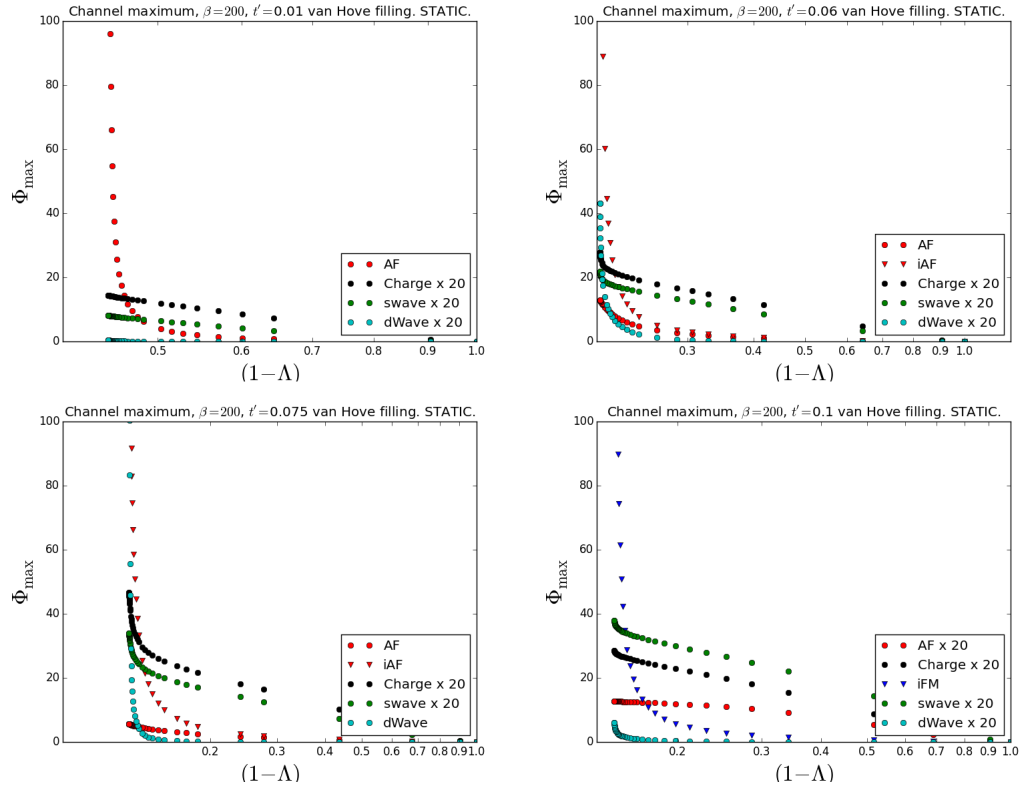 Channel maximum, β=200, t′=0.01 van Hove filling. STATIC.
100
80
60
40
20
0
Φmax
0.5 0.6 0.7 0.8 0.9 1.0
(1−Λ)
AF
Charge x 20
swave x 20
dWave x 20
Channel maximum, β=200, t′=0.06 van Hove filling. STATIC.
100
80
60
40
20
0
Φmax
0.3 0.4 0.5 0.6 0.7 0.8 0.9 1.0
(1−Λ)
AF
iAF
Charge x 20
swave x 20
dWave x 20
Channel maximum, β=200, t′=0.075 van Hove filling. STATIC.
100
80
60
40
20
0
Φmax
0.2 0.3 0.4 0.5 0.6 0.7 0.8 0.9 1.0
(1−Λ)
AF
iAF
Charge x 20
swave x 20
dWave
Channel maximum, β=200, t′=0.1 van Hove filling. STATIC.
100
80
60
40
20
0
Φmax
0.2 0.3 0.4 0.5 0.6 0.7 0.8 0.9 1.0
(1−Λ)
AF x 20
Charge x 20
iFM
swave x 20
dWave x 20